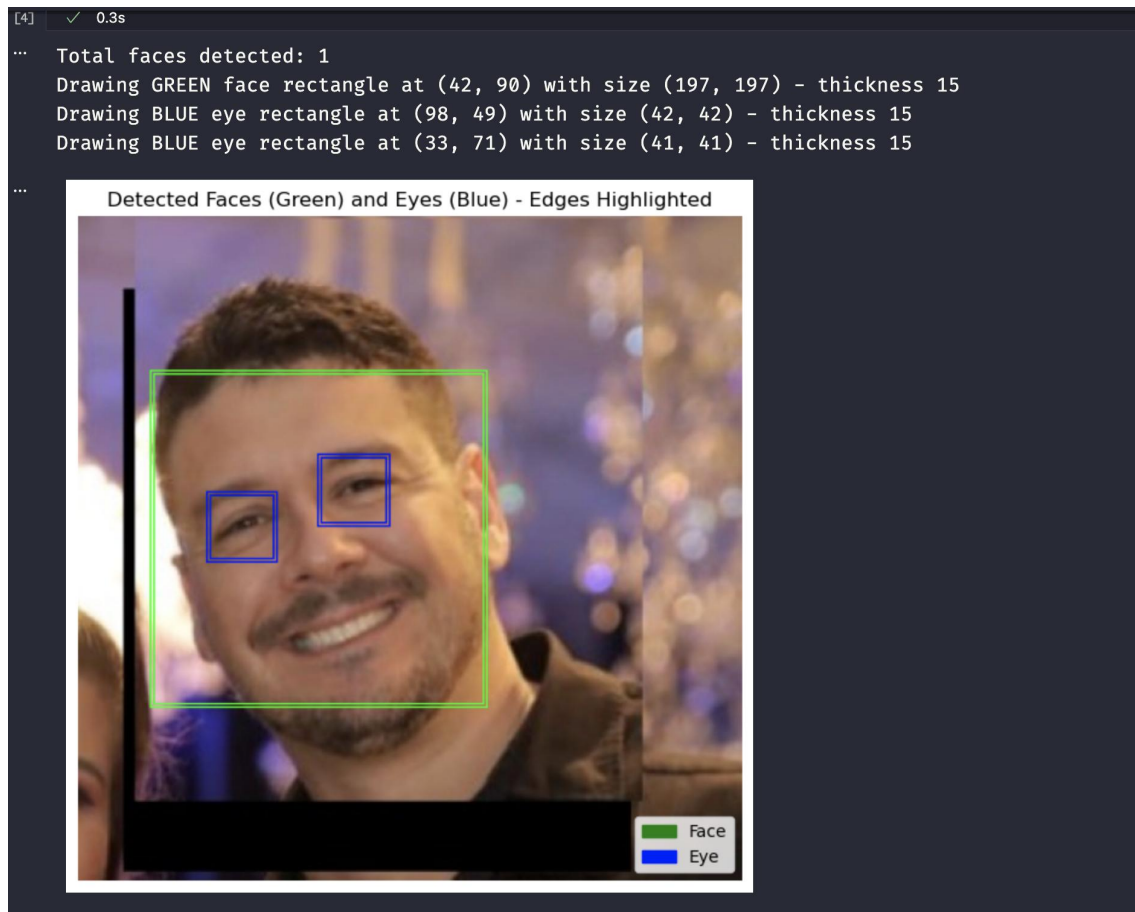 [4] ✓ 0.3s
... Total faces detected: 1
Drawing GREEN face rectangle at (42, 90) with size (197, 197) - thickness 15
Drawing BLUE eye rectangle at (98, 49) with size (42, 42) - thickness 15
Drawing BLUE eye rectangle at (33, 71) with size (41, 41) - thickness 15
...
Detected Faces (Green) and Eyes (Blue) - Edges Highlighted
Face
Eye